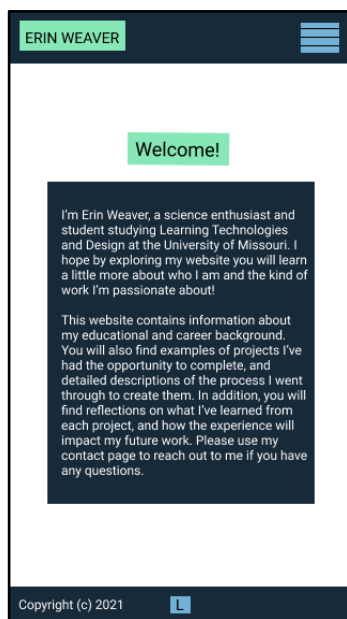 ERIN WEAVER
Welcome!
I'm Erin Weaver, a science enthusiast and
student studying Learning Technologies
and Design at the University of Missouri. I
hope by exploring my website you will learn
a little more about who I am and the kind of
work I'm passionate about!
This website contains information about
my educational and career background.
You will also find examples of projects I've
had the opportunity to complete, and
detailed descriptions of the process I went
through to create them. In addition, you will
find reflections on what I've learned from
each project, and how the experience will
impact my future work. Please use my
contact page to reach out to me if you have
any questions.
Copyright (c) 2021
L